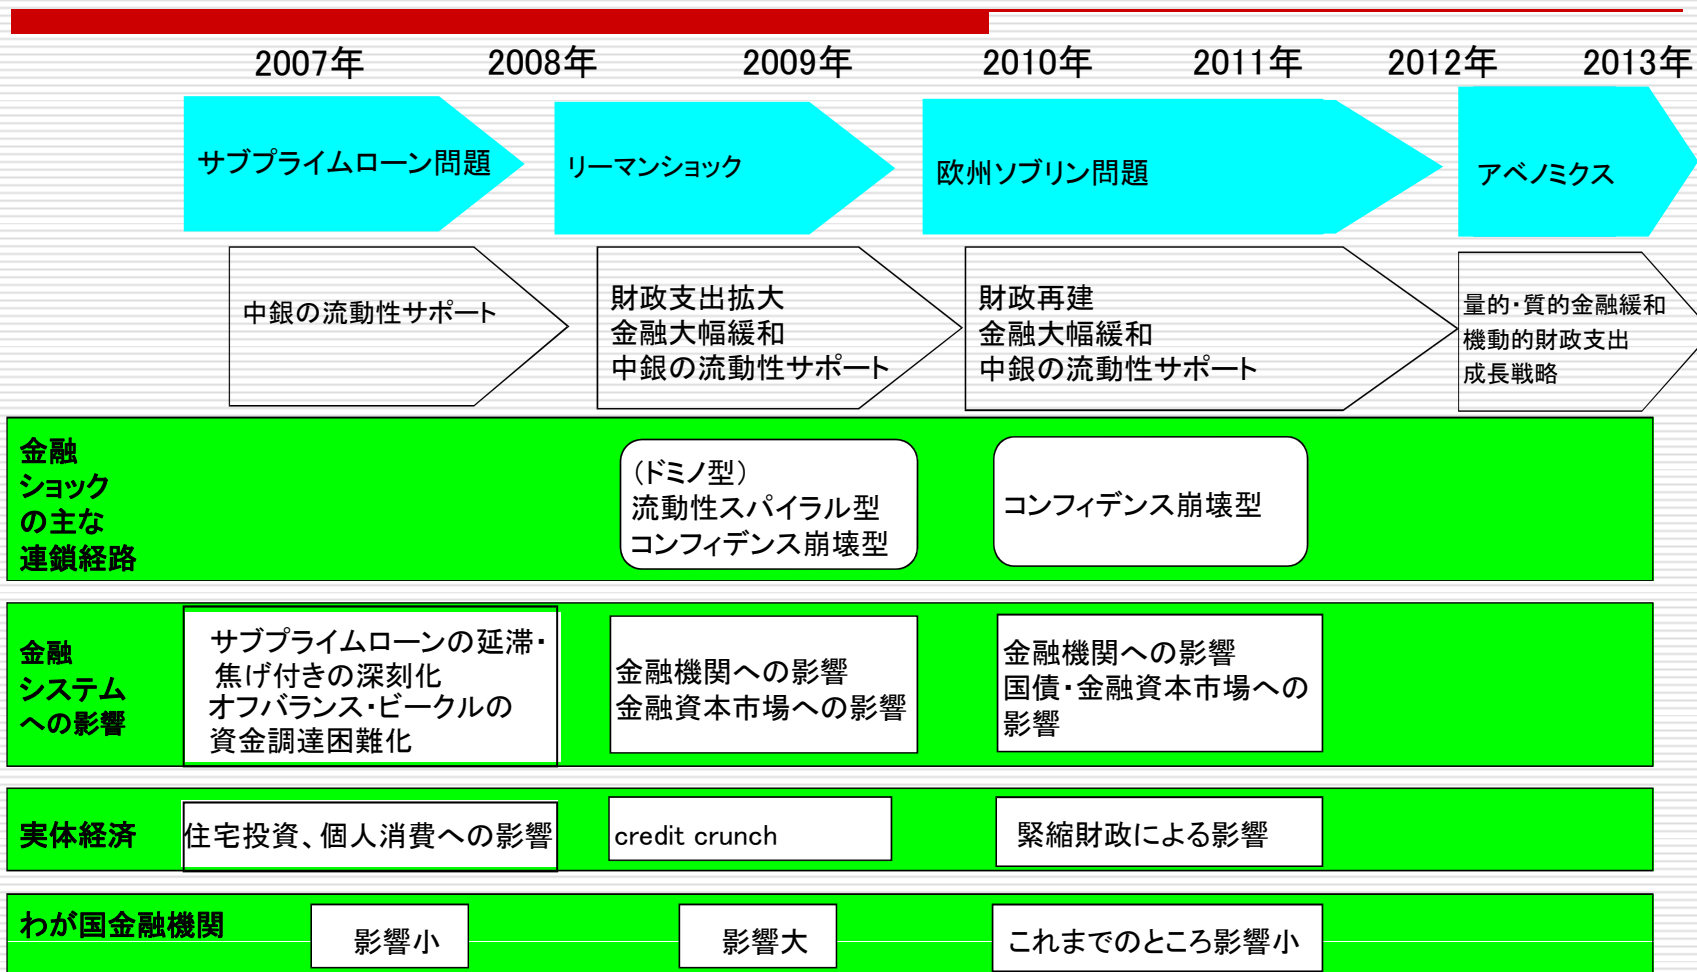 2007年 2008年 2009年 2010年 2011年 2012年 2013年
サブプライムローン問題
リーマンショック
欧州ソブリン問題
アベノミクス
中銀の流動性サポート
財政支出拡大
金融大幅緩和
中銀の流動性サポート
財政再建
金融大幅緩和
中銀の流動性サポート
量的・質的金融緩和
機動的財政支出
成長戦略
金融
ショック
の主な
連鎖経路
(ドミノ型)
流動性スパイラル型
コンフィデンス崩壊型
コンフィデンス崩壊型
金融
システム
への影響
サブプライムローンの延滞・
焦げ付きの深刻化
オフバランス・ビークルの
資金調達困難化
金融機関への影響
金融資本市場への影響
金融機関への影響
国債・金融資本市場への
影響
実体経済
住宅投資、個人消費への影響
credit crunch
緊縮財政による影響
わが国金融機関
影響小
影響大
これまでのところ影響小